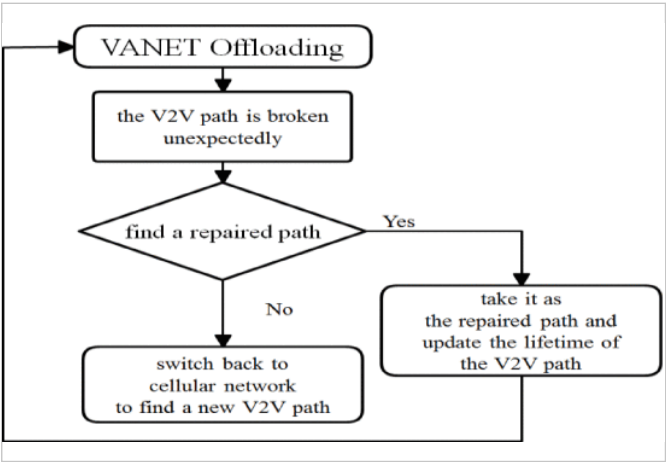 VANET Offloading
the V2V path is broken
unexpectedly
find a repaired path
Yes
No
take it as
the repaired path and
update the lifetime of
the V2V path
switch back to
cellular network
to find a new V2V path